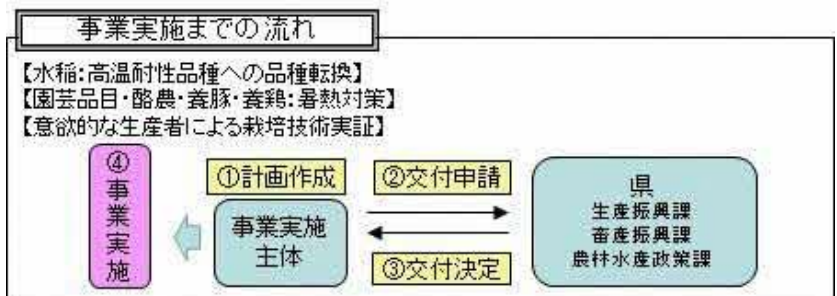 事業実施までの流れ
【水稲:高温耐性品種への品種転換】
【園芸品目・酪農・養豚・養鶏:暑熱対策】
【意欲的な生産者による栽培技術実証】
④事業実施
①計画作成
②交付申請
事業実施
主体
③交付決定
県
生産振興課
畜産振興課
農林水産政策課